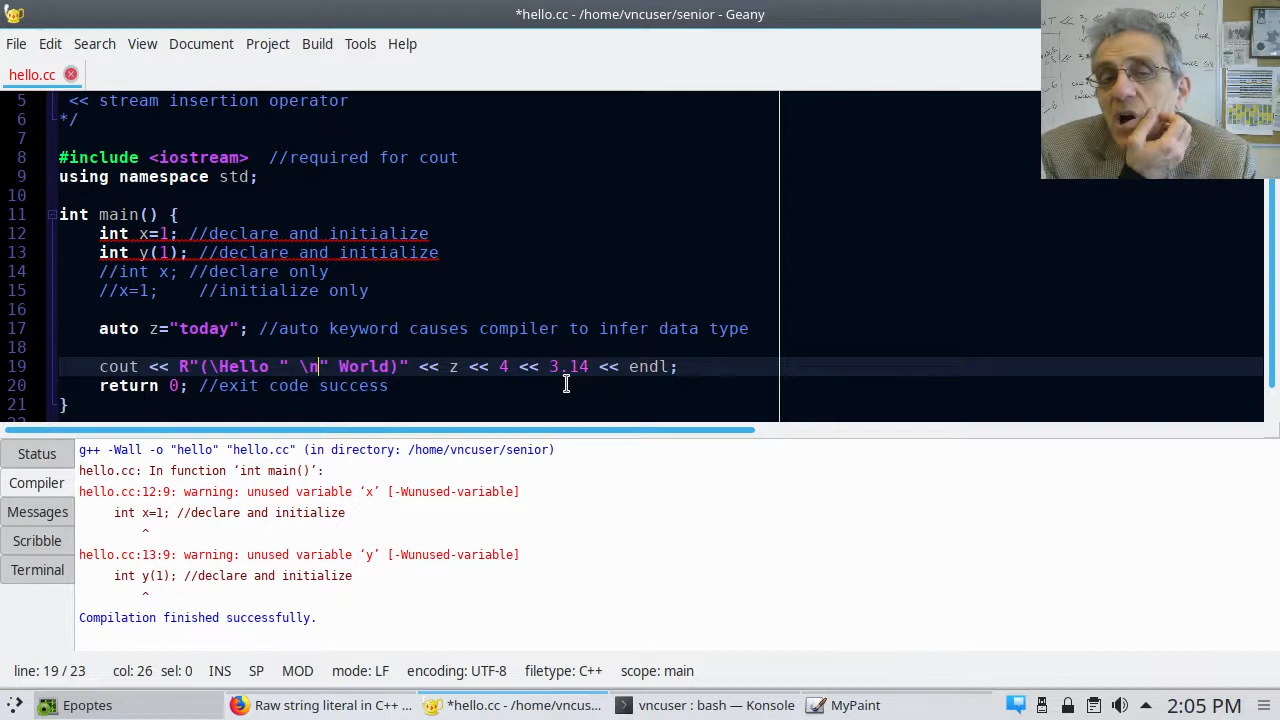 *hello.cc - /home/vncuser/senior - Geany
File Edit Search View Document Project Build Tools Help
hello.cc
5 << stream insertion operator
6 */
7
8 #include <iostream>  //required for cout
9 using namespace std;
10
11 int main() {
12 int x=1; //declare and initialize
13 int y(1); //declare and initialize
14 //int x; //declare only
15 //x=1;    //initialize only
16
17 auto z="today"; //auto keyword causes compiler to infer data type
18
19 cout << R"(\Hello " \n" World)" << z << 4 << 3.14 << endl;
20 return 0; //exit code success
21 }
Status
Compiler
Messages
Scribble
Terminal
g++ -Wall -o "hello" "hello.cc" (in directory: /home/vncuser/senior)
hello.cc: In function ‘int main()’:
hello.cc:12:9: warning: unused variable ‘x’ [-Wunused-variable]
int x=1; //declare and initialize
^
hello.cc:13:9: warning: unused variable ‘y’ [-Wunused-variable]
int y(1); //declare and initialize
^
Compilation finished successfully.
line: 19 / 23 col: 26 sel: 0 INS SP MOD mode: LF encoding: UTF-8 filetype: C++ scope: main
Epoptes Raw string literal in C++ ... *hello.cc - /home/vncus... vncuser : bash — Konsole MyPaint 2:05 PM